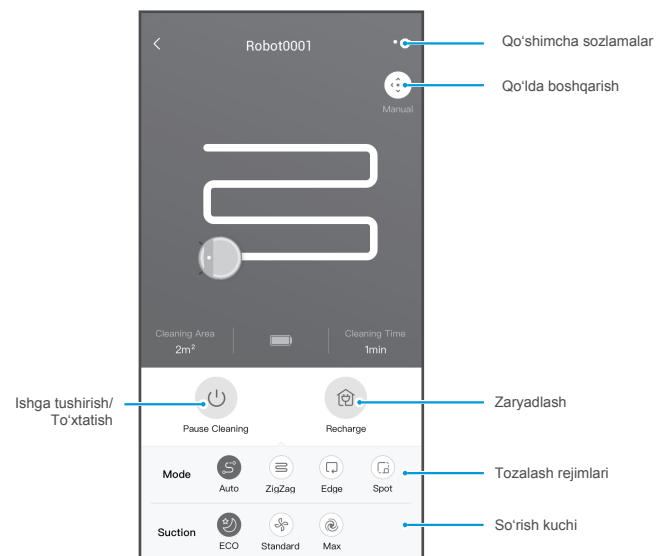 Robot0001
Qo‘shimcha sozlamalar
Qo‘lda boshqarish
Manual
Cleaning Area
2m²
Cleaning Time
1min
Ishga tushirish/
To‘xtatish
Pause Cleaning
Recharge
Zaryadlash
Mode
Auto
ZigZag
Edge
Spot
Tozalash rejimlari
Suction
ECO
Standard
Max
So‘rish kuchi